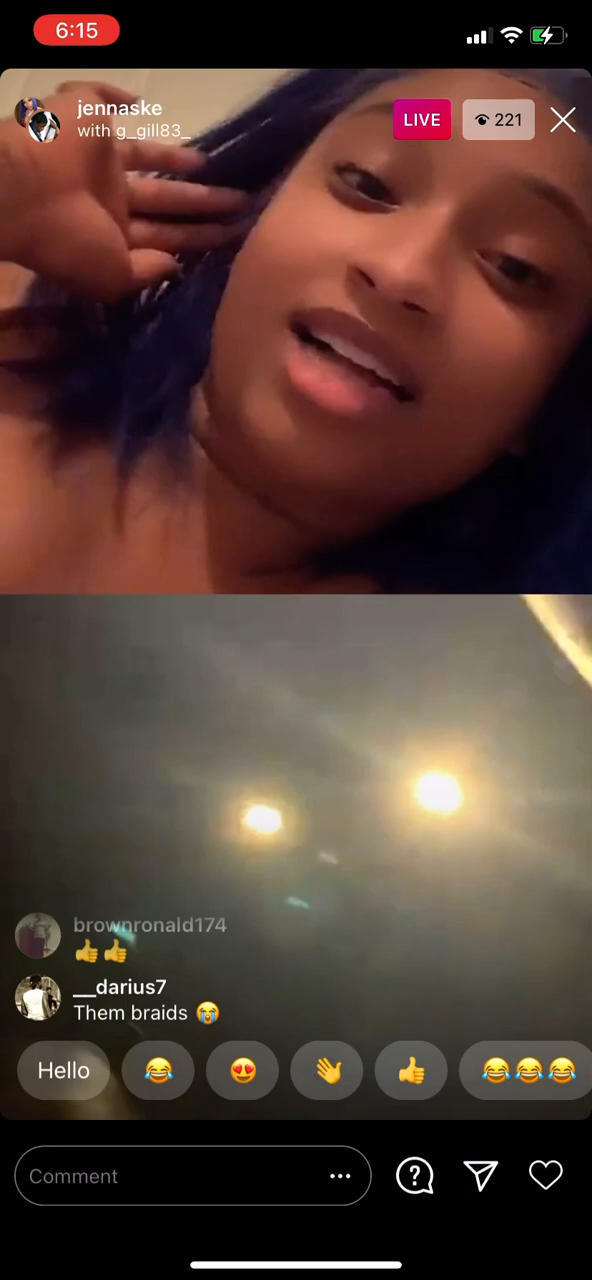 6:15
jennaske
with g_gill83_
LIVE
221
brownronald174
👍👍
__darius7
Them braids 😭
Hello 😂 😍 👋 👍 😂😂😂
Comment